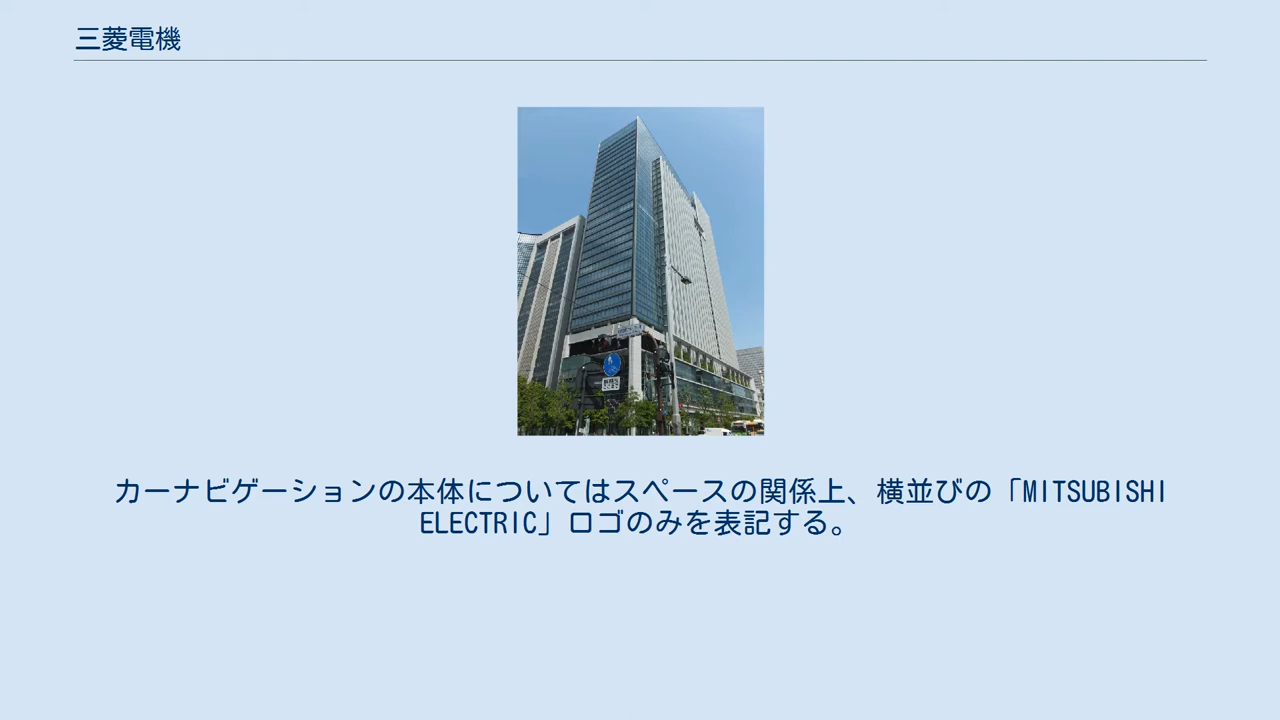 三菱電機
カーナビゲーションの本体についてはスペースの関係上、横並びの「MITSUBISHI
ELECTRIC」ロゴのみを表記する。